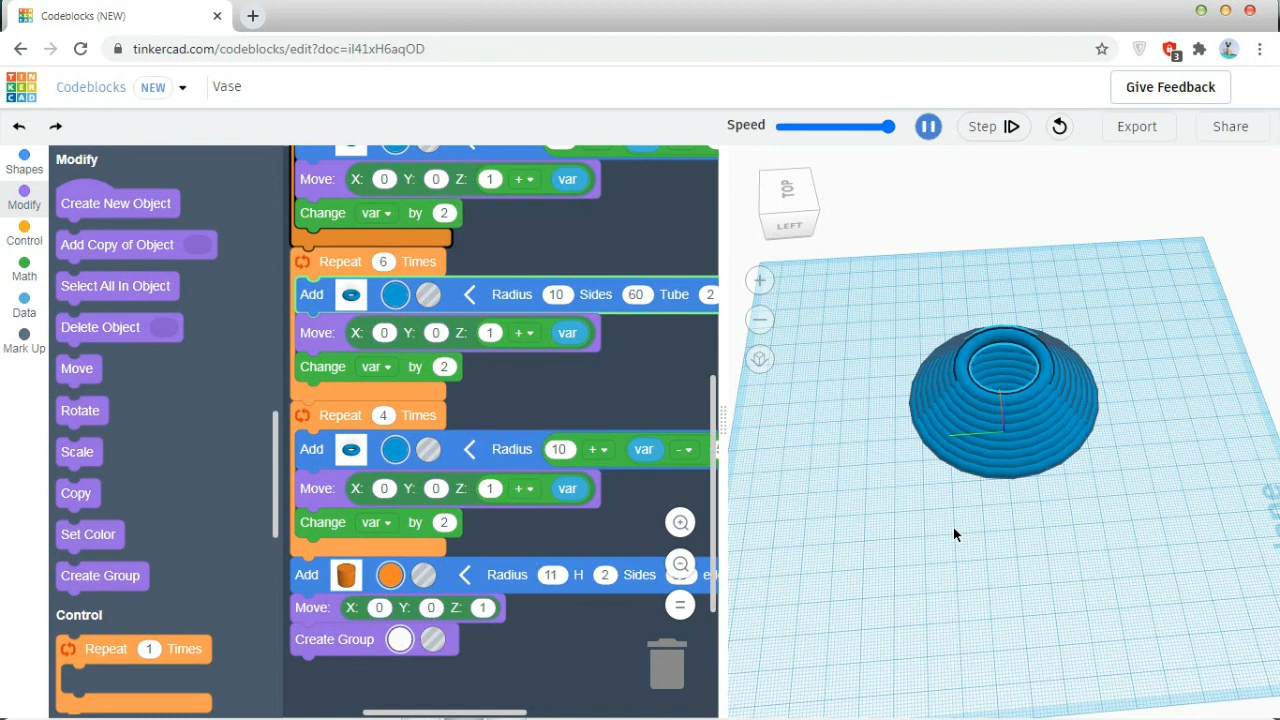 Codeblocks (NEW)
tinkercad.com/codeblocks/edit?doc=il41xH6aqOD
3
TIN
KER
CAD
Codeblocks NEW Vase
Give Feedback
Speed
Step
Export
Share
Shapes
Modify
Control
Math
Data
Mark Up
Modify
Create New Object
Add Copy of Object
Select All In Object
Delete Object
Move
Rotate
Scale
Copy
Set Color
Create Group
Control
Repeat 1 Times
Move: X: 0 Y: 0 Z: 1 + var
Change var by 2
Repeat 6 Times
Add Radius 10 Sides 60 Tube 2
Move: X: 0 Y: 0 Z: 1 + var
Change var by 2
Repeat 4 Times
Add Radius 10 + var -
Move: X: 0 Y: 0 Z: 1 + var
Change var by 2
Add Radius 11 H 2 Sides
Move: X: 0 Y: 0 Z: 1
Create Group
TOP
LEFT